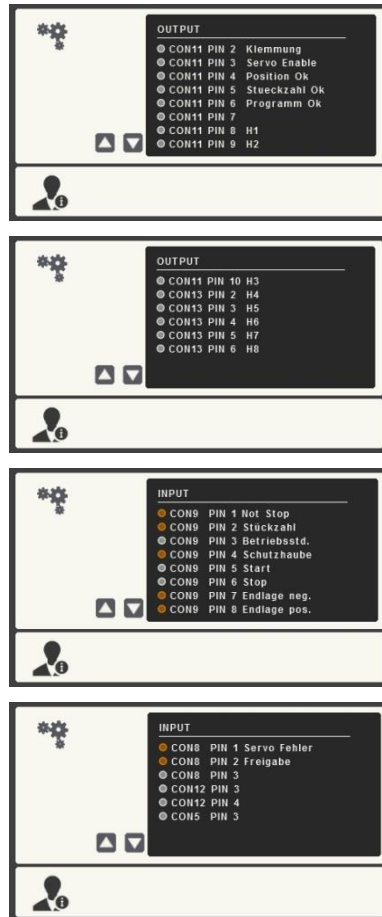 OUTPUT
CON11 PIN 2 Klemmung
CON11 PIN 3 Servo Enable
CON11 PIN 4 Position Ok
CON11 PIN 5 Stueckzahl Ok
CON11 PIN 6 Programm Ok
CON11 PIN 7
CON11 PIN 8 H1
CON11 PIN 9 H2
OUTPUT
CON11 PIN 10 H3
CON13 PIN 2 H4
CON13 PIN 3 H5
CON13 PIN 4 H6
CON13 PIN 5 H7
CON13 PIN 6 H8
INPUT
CON9 PIN 1 Not Stop
CON9 PIN 2 Stückzahl
CON9 PIN 3 Betriebsstd.
CON9 PIN 4 Schutzhaube
CON9 PIN 5 Start
CON9 PIN 6 Stop
CON9 PIN 7 Endlage neg.
CON9 PIN 8 Endlage pos.
INPUT
CON8 PIN 1 Servo Fehler
CON8 PIN 2 Freigabe
CON8 PIN 3
CON12 PIN 3
CON12 PIN 4
CON5 PIN 3